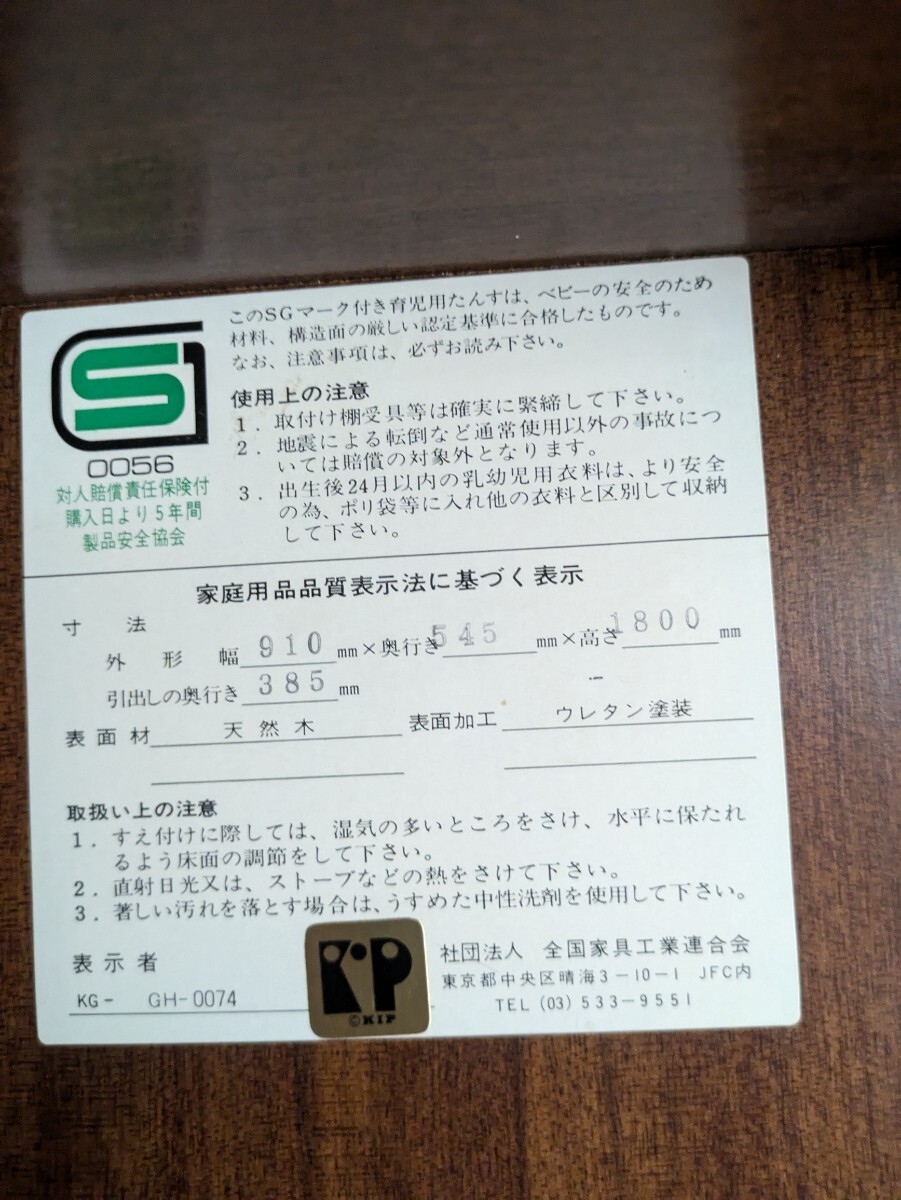 このSGマーク付き育児用たんすは、ベビーの安全のため
材料、構造面の厳しい認定基準に合格したものです。
なお、注意事項は、必ずお読み下さい。
SG
0056
対人賠償責任保険付
購入日より5年間
製品安全協会
使用上の注意
1. 取付け棚受具等は確実に緊締して下さい。
2. 地震による転倒など通常使用以外の事故につ
いては賠償の対象外となります。
3. 出生後24月以内の乳幼児用衣料は、より安全
の為、ポリ袋等に入れ他の衣料と区別して収納
して下さい。
家庭用品品質表示法に基づく表示
寸法
外形 幅 910 mm×奥行き 545 mm×高さ 1800 mm
引出しの奥行き 385 mm
表面材 天然木 表面加工 ウレタン塗装
取扱い上の注意
1. すえ付けに際しては、湿気の多いところをさけ、水平に保たれ
るよう床面の調節をして下さい。
2. 直射日光又は、ストーブなどの熱をさけて下さい。
3. 著しい汚れを落とす場合は、うすめた中性洗剤を使用して下さい。
表示者
KG- GH-0074
KP
©KIP
社団法人 全国家具工業連合会
東京都中央区晴海3-10-1 JFC内
TEL (03) 533-9551